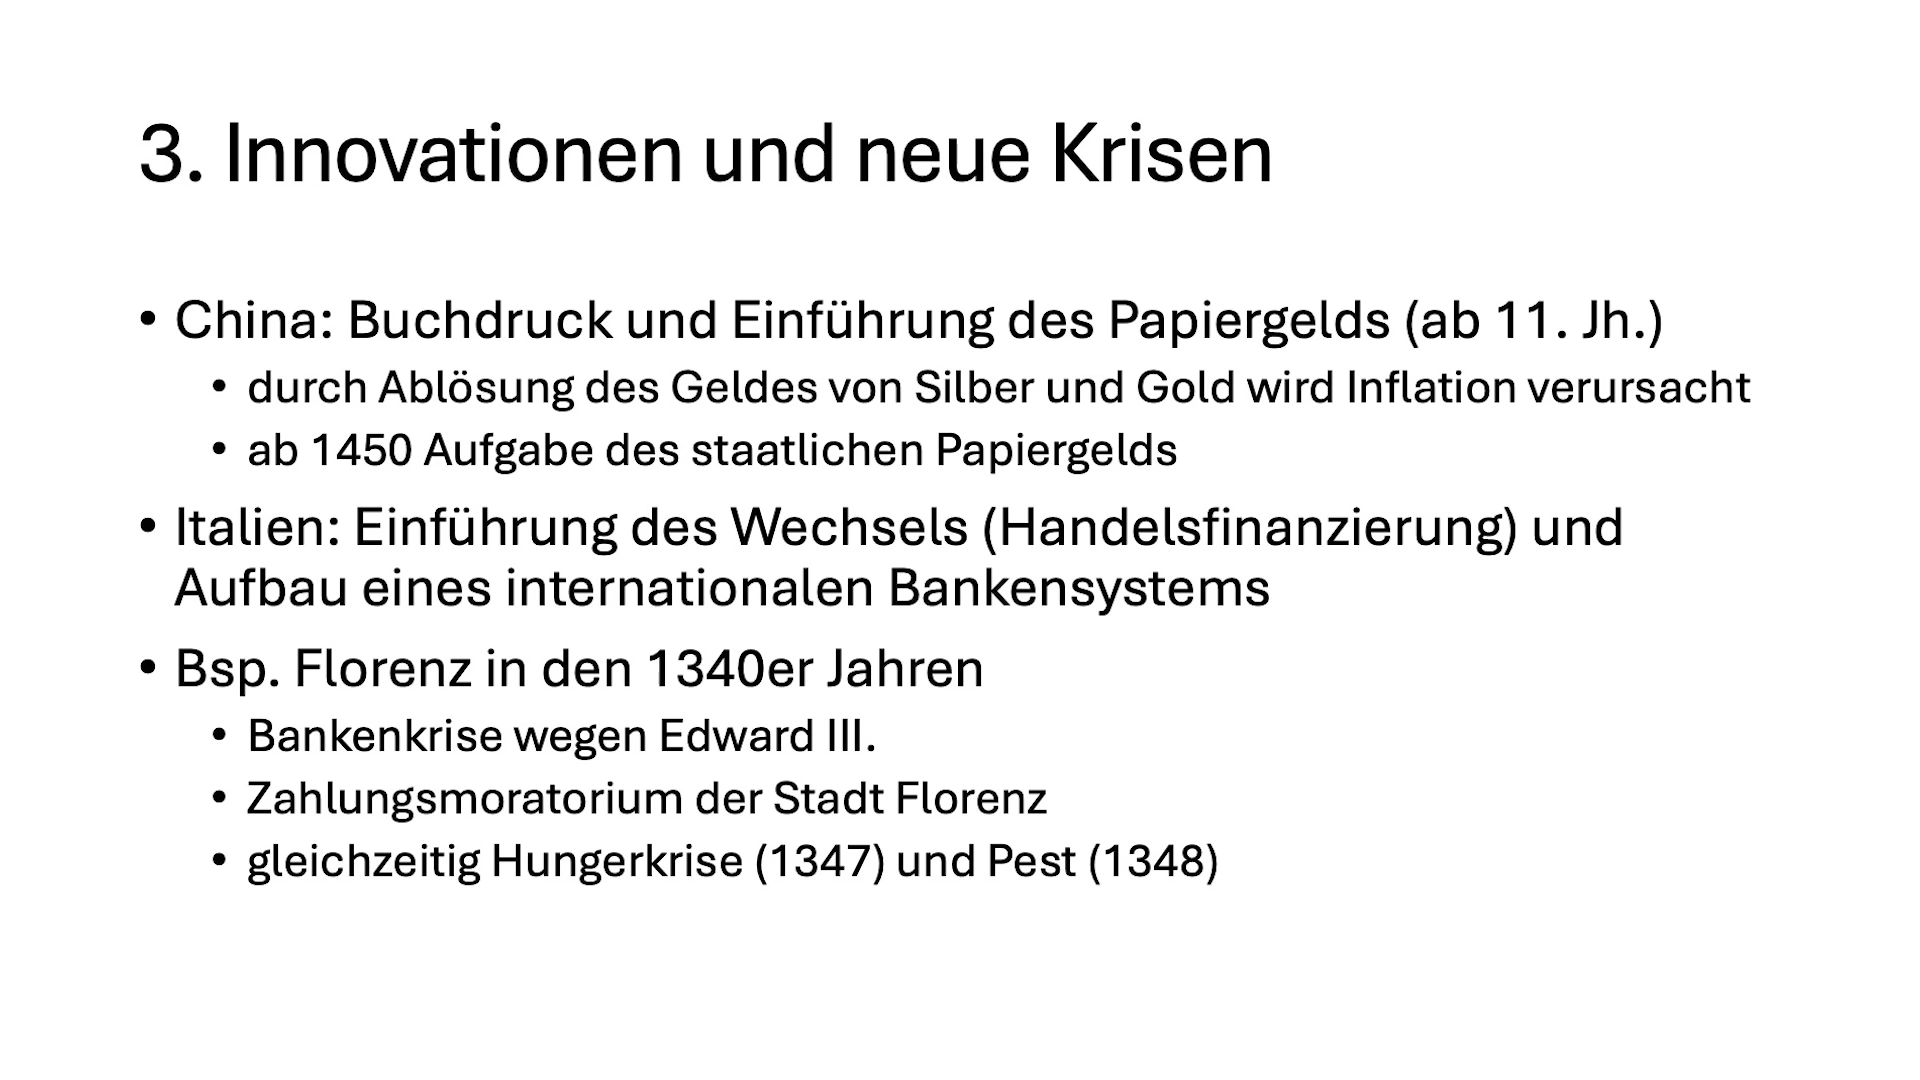 3. Innovationen und neue Krisen
• China: Buchdruck und Einführung des Papiergelds (ab 11. Jh.)
• durch Ablösung des Geldes von Silber und Gold wird Inflation verursacht
• ab 1450 Aufgabe des staatlichen Papiergelds
• Italien: Einführung des Wechsels (Handelsfinanzierung) und
Aufbau eines internationalen Bankensystems
• Bsp. Florenz in den 1340er Jahren
• Bankenkrise wegen Edward III.
• Zahlungsmoratorium der Stadt Florenz
• gleichzeitig Hungerkrise (1347) und Pest (1348)